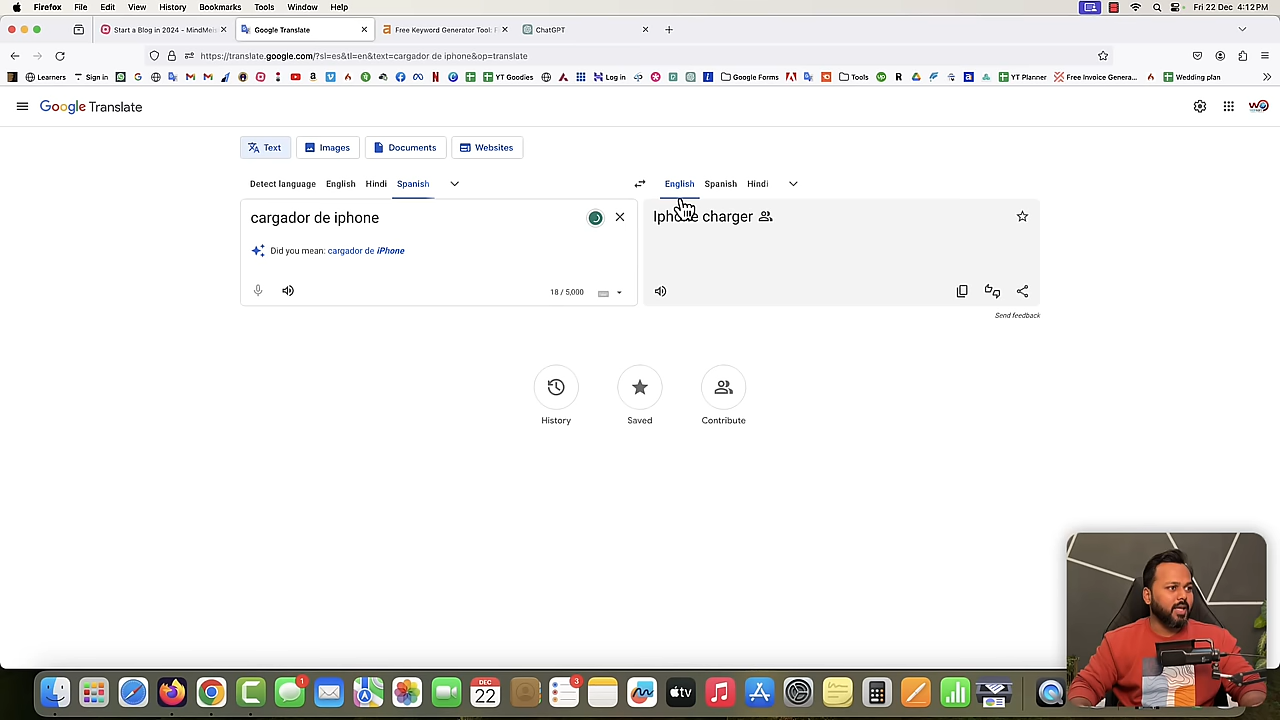 Firefox File Edit View History Bookmarks Tools Window Help Fri 22 Dec 4:12 PM
Start a Blog in 2024 - MindMeis Google Translate Free Keyword Generator Tool: F ChatGPT
https://translate.google.com/?sl=es&tl=en&text=cargador de iphone&op=translate
Learners Sign in YT Goodies Log in Google Forms Tools YT Planner Free Invoice Genera... Wedding plan
Google Translate
Text Images Documents Websites
Detect language English Hindi Spanish English Spanish Hindi
cargador de iphone
Iphone charger
Did you mean: cargador de iPhone
18 / 5,000
Send feedback
History Saved Contribute
1 DEC 22 3 tv